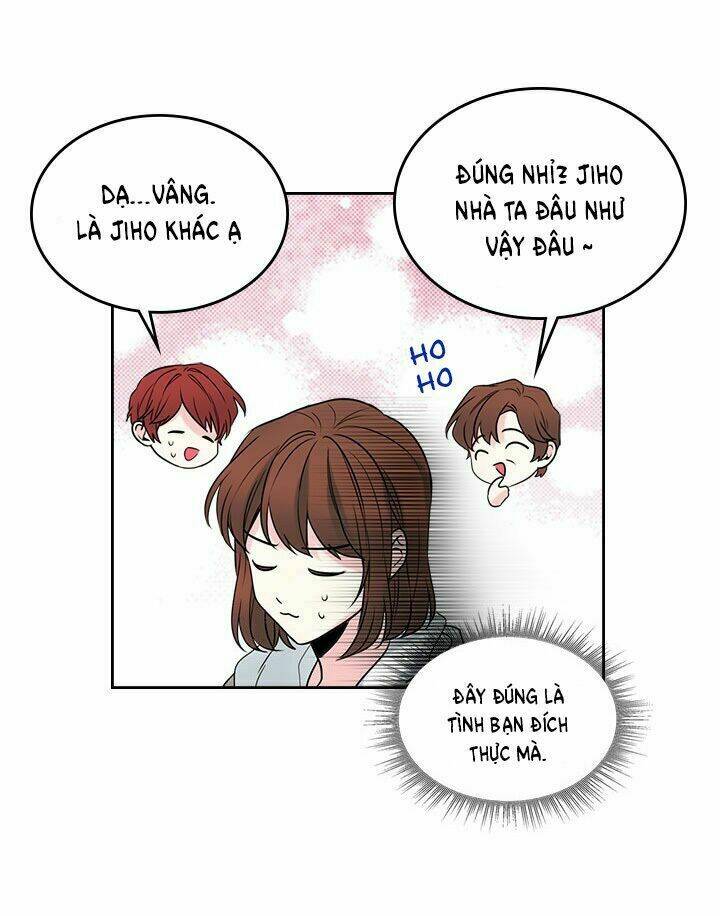 DẠ...VÂNG.
LÀ JIHO KHÁC Ạ
ĐÚNG NHỈ? JIHO
NHÀ TA ĐÂU NHƯ
VẬY ĐÂU ~
HO
HO
ĐÂY ĐÚNG LÀ
TÌNH BẠN ĐÍCH
THỰC MÀ.